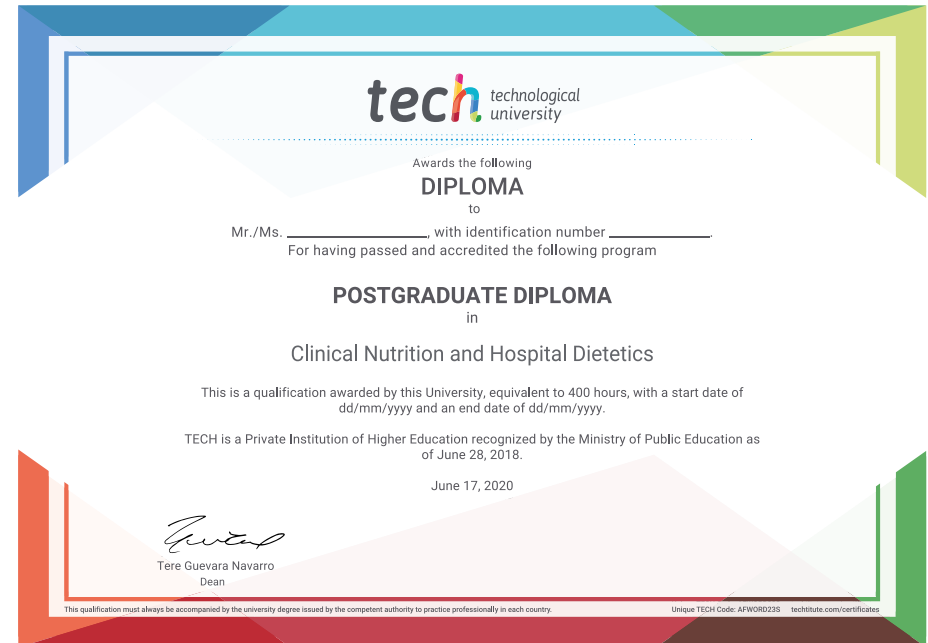 tech technological
university
Awards the following
DIPLOMA
to
Mr./Ms. ____________, with identification number ____________.
For having passed and accredited the following program
POSTGRADUATE DIPLOMA
in
Clinical Nutrition and Hospital Dietetics
This is a qualification awarded by this University, equivalent to 400 hours, with a start date of
dd/mm/yyyy and an end date of dd/mm/yyyy.
TECH is a Private Institution of Higher Education recognized by the Ministry of Public Education as
of June 28, 2018.
June 17, 2020
Tere Guevara Navarro
Dean
This qualification must always be accompanied by the university degree issued by the competent authority to practice professionally in each country. Unique TECH Code: AFWORD23S techtitute.com/certificates